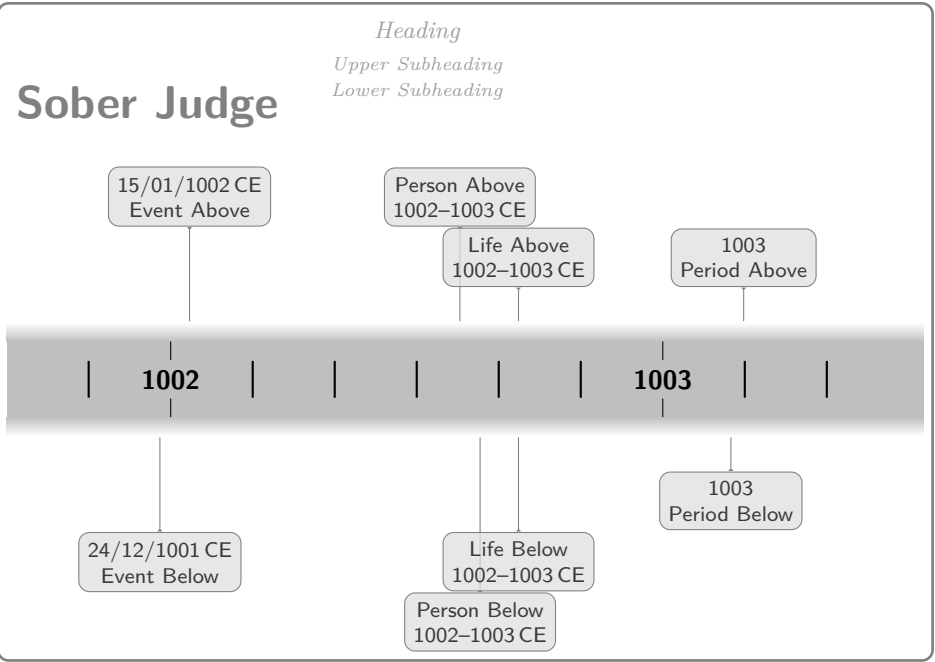 Heading
Upper Subheading
Lower Subheading
Sober Judge
15/01/1002 CE
Event Above
Person Above
1002–1003 CE
Life Above
1002–1003 CE
1003
Period Above
1002
1003
1003
Period Below
24/12/1001 CE
Event Below
Life Below
1002–1003 CE
Person Below
1002–1003 CE